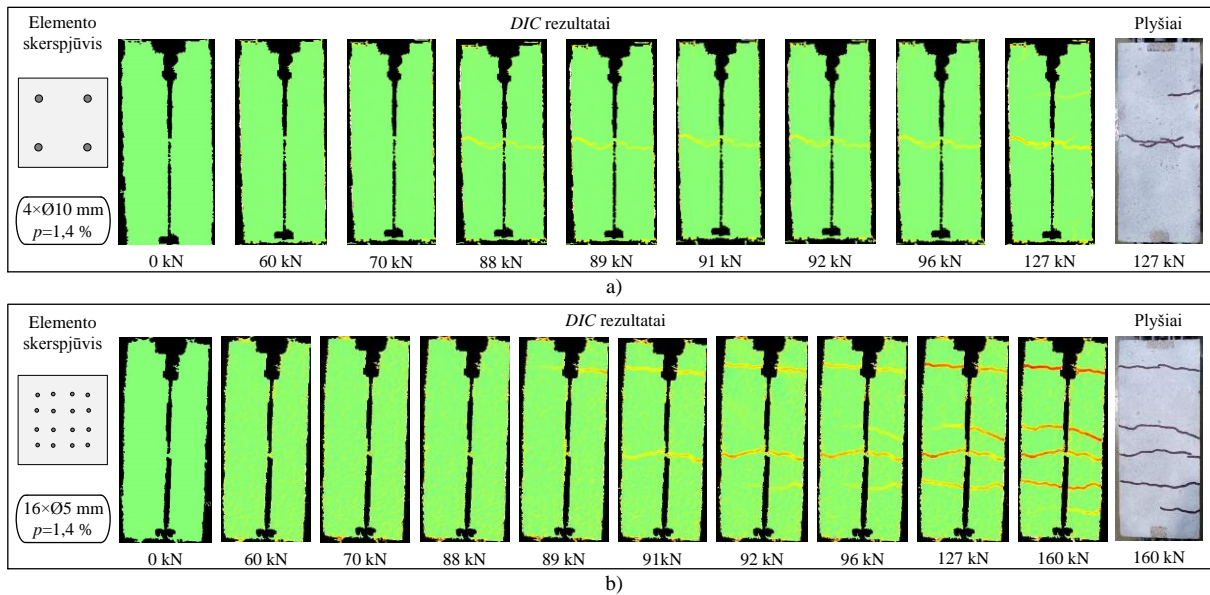 Elemento
skerspjūvis
DIC rezultatai
Plyšiai
4×Ø10 mm
p=1,4 %
0 kN
60 kN
70 kN
88 kN
89 kN
91 kN
92 kN
96 kN
127 kN
127 kN
a)
Elemento
skerspjūvis
DIC rezultatai
Plyšiai
16×Ø5 mm
p=1,4 %
0 kN
60 kN
70 kN
88 kN
89 kN
91kN
92 kN
96 kN
127 kN
160 kN
160 kN
b)